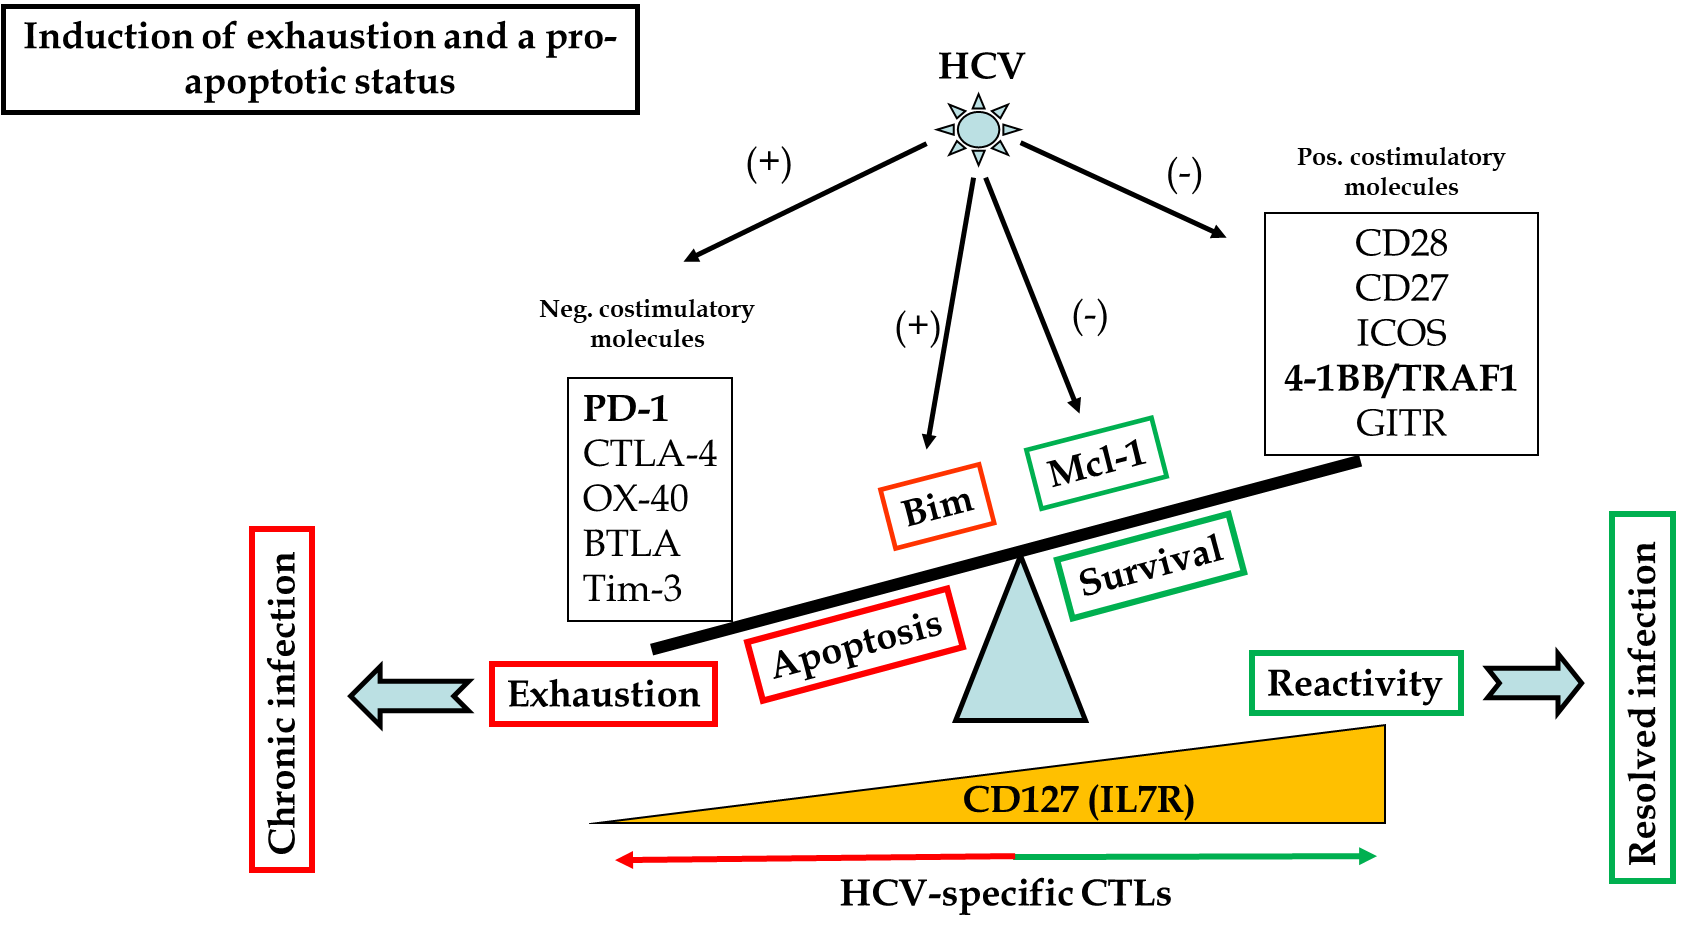 Induction of exhaustion and a pro-
apoptotic status
HCV
(+)
(-)
Pos. costimulatory
molecules
CD28
CD27
ICOS
4-1BB/TRAF1
GITR
Neg. costimulatory
molecules
(+)
(-)
PD-1
CTLA-4
OX-40
BTLA
Tim-3
Bim
Mcl-1
Apoptosis
Survival
Chronic infection
Exhaustion
Reactivity
Resolved infection
CD127 (IL7R)
HCV-specific CTLs